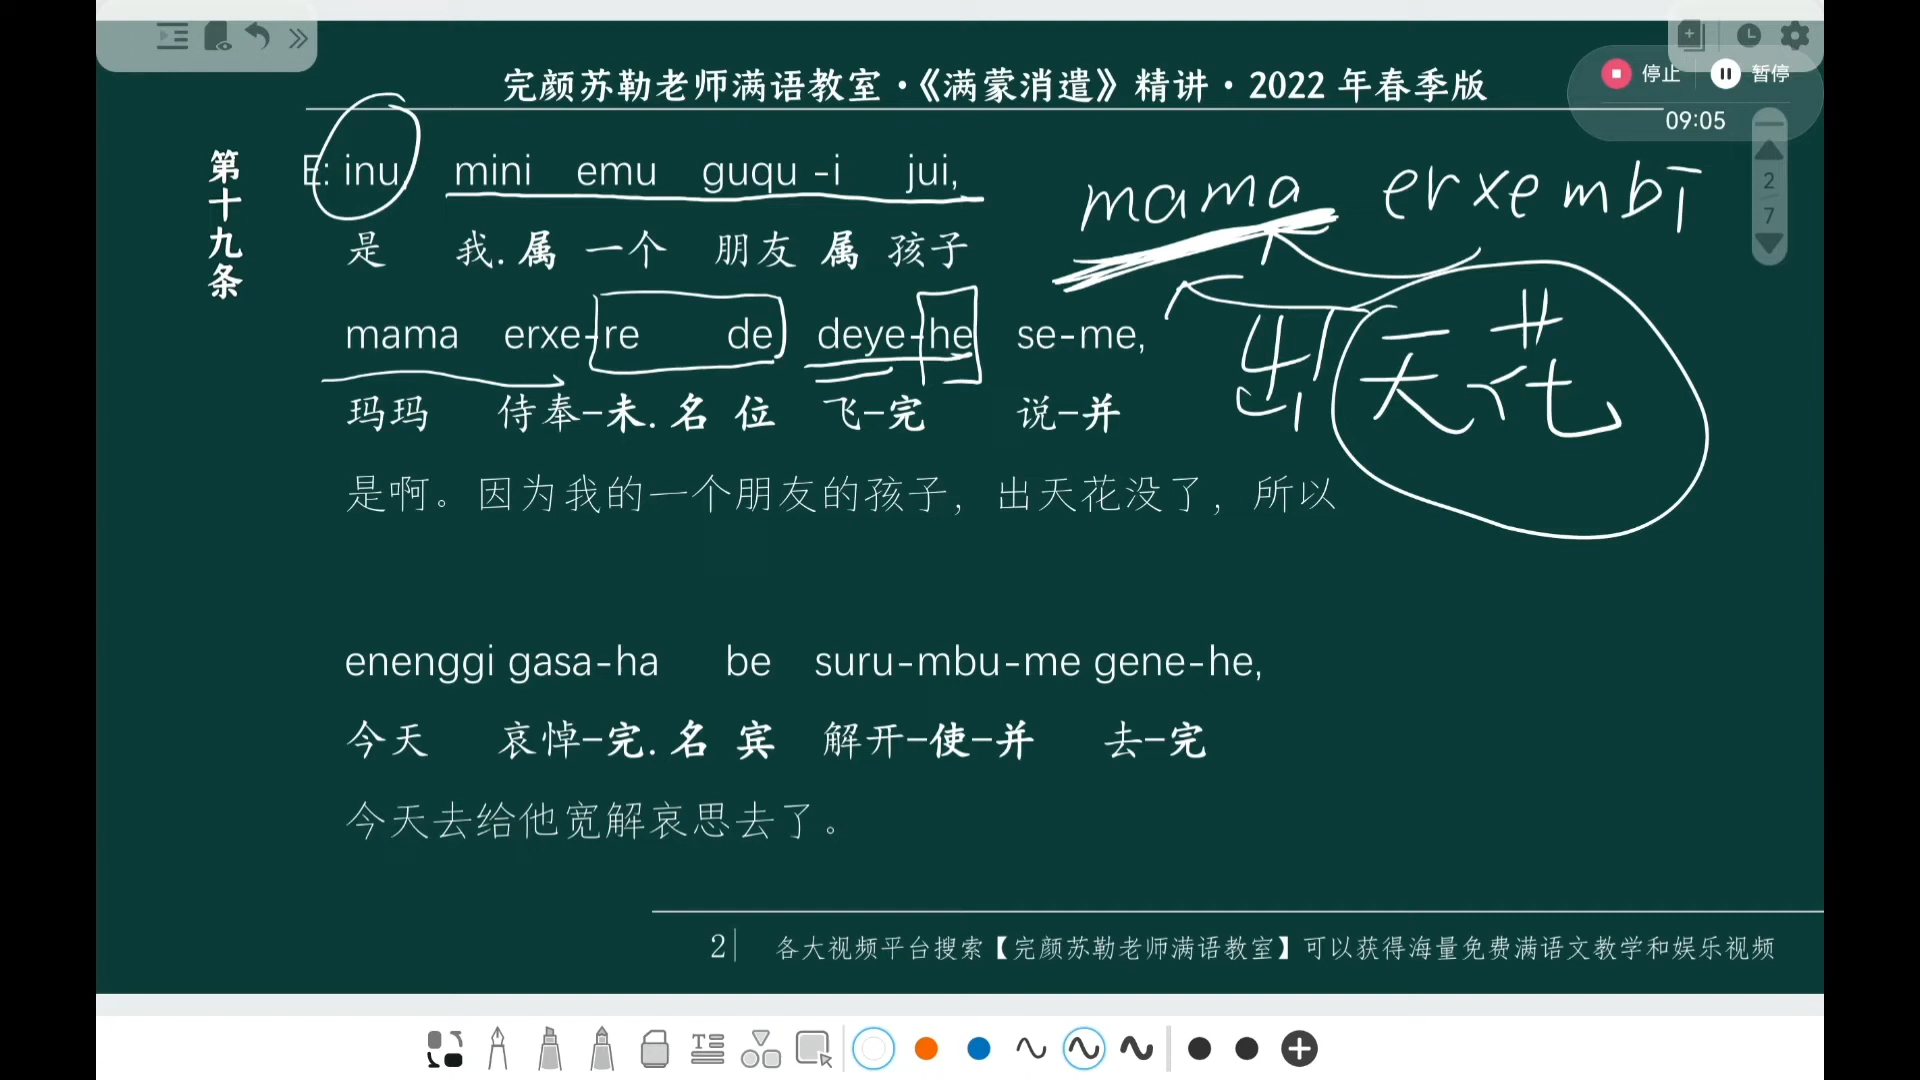 停止 暂停
09:05
完颜苏勒老师满语教室·《满蒙消遣》精讲·2022 年春季版
第十九条
E: inu, mini emu guqu -i jui,
mama erxembi
2
7
是 我.属 一个 朋友 属 孩子
mama erxe-re de deye-he se-me,
出天花
玛玛 侍奉-未.名 位 飞-完 说-并
是啊。因为我的一个朋友的孩子，出天花没了，所以
enenggi gasa-ha be suru-mbu-me gene-he,
今天 哀悼-完.名 宾 解开-使-并 去-完
今天去给他宽解哀思去了。
2 各大视频平台搜索【完颜苏勒老师满语教室】可以获得海量免费满语文教学和娱乐视频